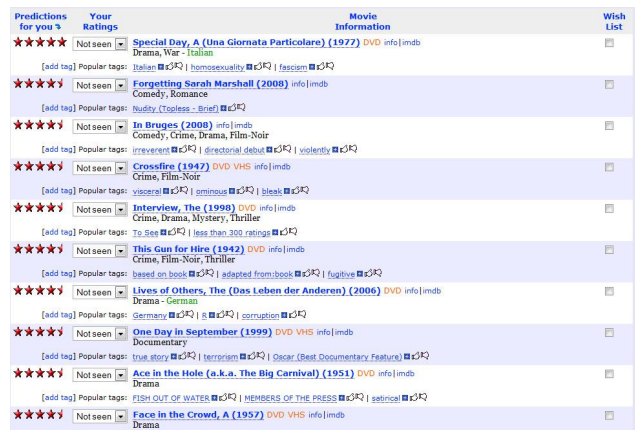 Predictions for you Your Ratings Movie Information Wish List
Not seen Special Day, A (Una Giornata Particolare) (1977) DVD info|imdb
Drama, War - Italian
[add tag] Popular tags: Italian | homosexuality | fascism
Not seen Forgetting Sarah Marshall (2008) info|imdb
Comedy, Romance
[add tag] Popular tags: Nudity (Topless - Brief)
Not seen In Bruges (2008) info|imdb
Comedy, Crime, Drama, Film-Noir
[add tag] Popular tags: irreverent | directorial debut | violently
Not seen Crossfire (1947) DVD VHS info|imdb
Crime, Film-Noir
[add tag] Popular tags: visceral | ominous | bleak
Not seen Interview, The (1998) DVD info|imdb
Crime, Drama, Mystery, Thriller
[add tag] Popular tags: To See | less than 300 ratings
Not seen This Gun for Hire (1942) DVD info|imdb
Crime, Film-Noir, Thriller
[add tag] Popular tags: based on book | adapted from:book | fugitive
Not seen Lives of Others, The (Das Leben der Anderen) (2006) DVD info|imdb
Drama - German
[add tag] Popular tags: Germany | R | corruption
Not seen One Day in September (1999) DVD VHS info|imdb
Documentary
[add tag] Popular tags: true story | terrorism | Oscar (Best Documentary Feature)
Not seen Ace in the Hole (a.k.a. The Big Carnival) (1951) DVD info|imdb
Drama
[add tag] Popular tags: FISH OUT OF WATER | MEMBERS OF THE PRESS | satirical
Not seen Face in the Crowd, A (1957) DVD VHS info|imdb
Drama